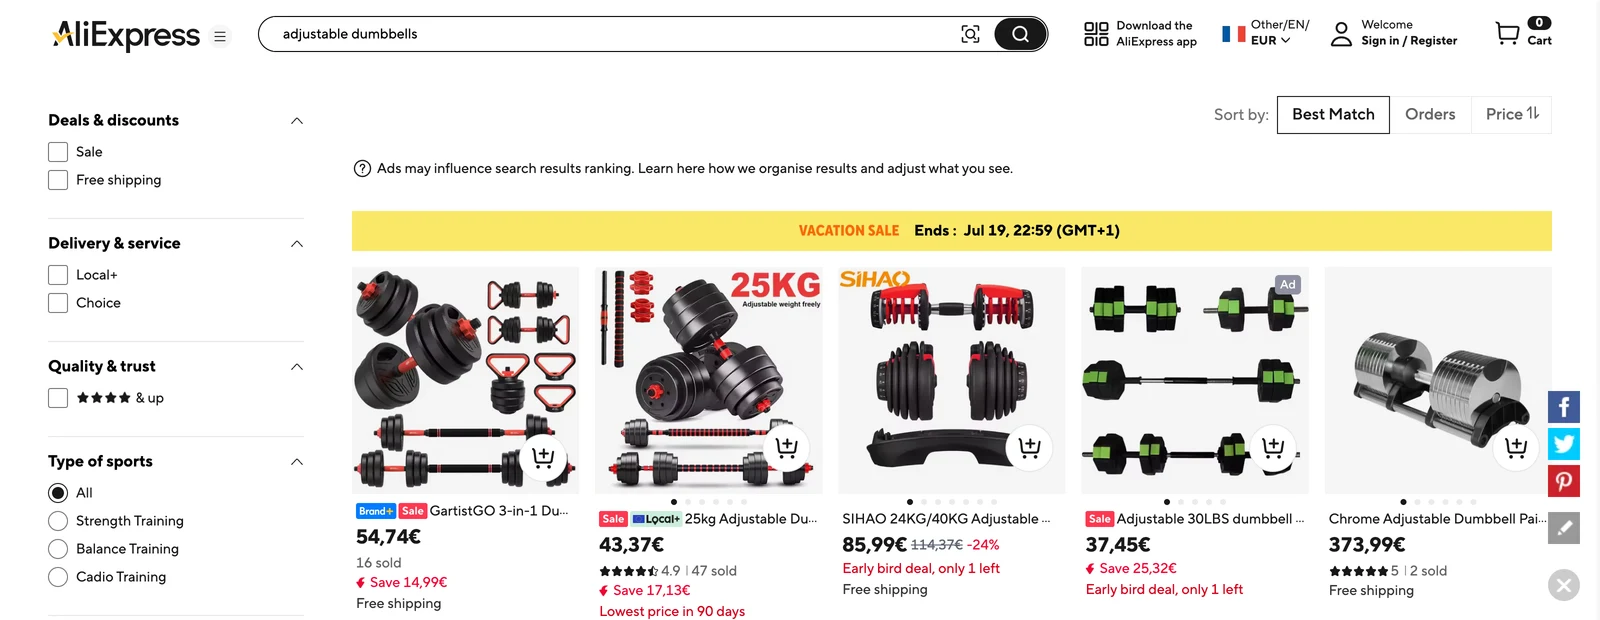 AliExpress
adjustable dumbbells
Download the
AliExpress app
Other/EN/
EUR
Welcome
Sign in / Register
0
Cart
Deals & discounts
Sale
Free shipping
Delivery & service
Local+
Choice
Quality & trust
& up
Type of sports
All
Strength Training
Balance Training
Cadio Training
Sort by:
Best Match
Orders
Price
? Ads may influence search results ranking. Learn here how we organise results and adjust what you see.
VACATION SALE Ends : Jul 19, 22:59 (GMT+1)
Brand+ Sale GartistGO 3-in-1 Du...
54,74€
16 sold
Save 14,99€
Free shipping
25KG
Adjustable weight freely
Sale Local+ 25kg Adjustable Du...
43,37€
4.9 | 47 sold
Save 17,13€
Lowest price in 90 days
SIHAO
SIHAO 24KG/40KG Adjustable ...
85,99€ 114,37€ -24%
Early bird deal, only 1 left
Free shipping
Ad
Sale Adjustable 30LBS dumbbell ...
37,45€
Save 25,32€
Early bird deal, only 1 left
Chrome Adjustable Dumbbell Pai...
373,99€
5 | 2 sold
Free shipping